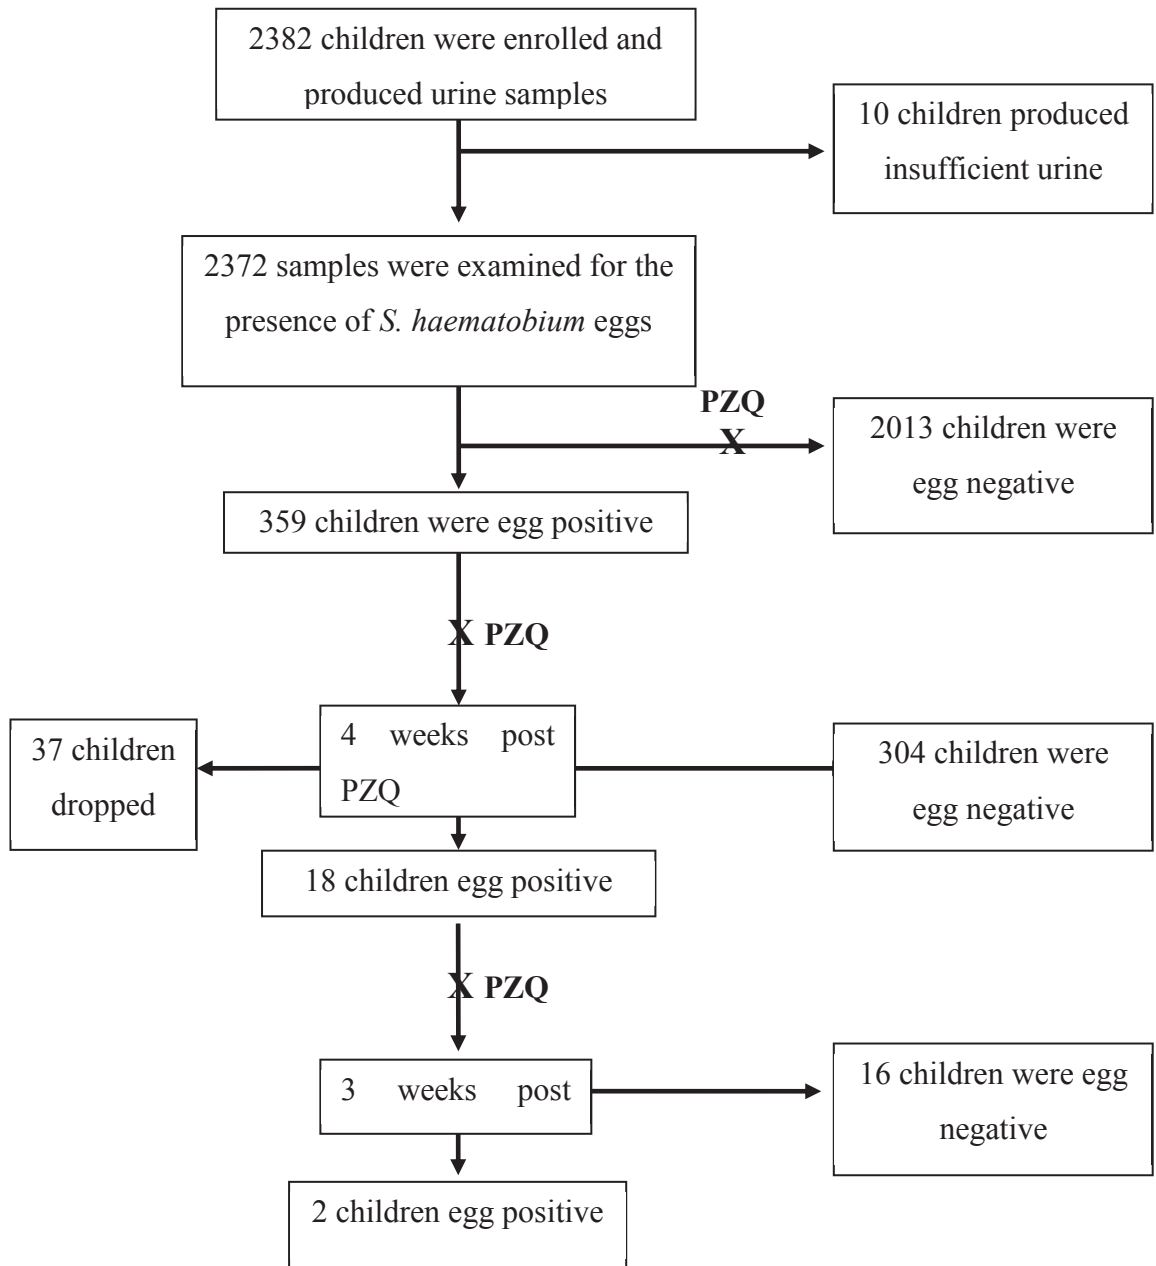 2382 children were enrolled and
produced urine samples
10 children produced
insufficient urine
2372 samples were examined for the
presence of S. haematobium eggs
PZQ
X
2013 children were
egg negative
359 children were egg positive
X PZQ
4 weeks post
PZQ
37 children
dropped
304 children were
egg negative
18 children egg positive
X PZQ
3 weeks post
16 children were egg
negative
2 children egg positive